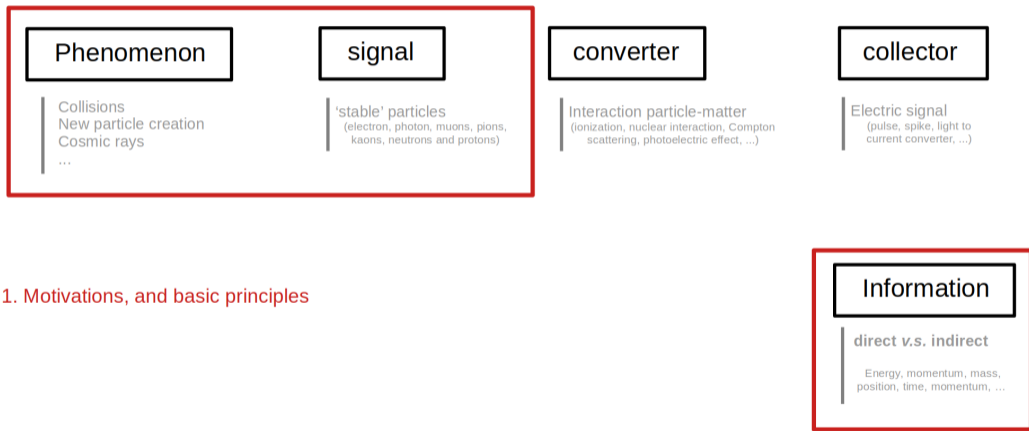 Phenomenon
Collisions
New particle creation
Cosmic rays
...
signal
‘stable’ particles
(electron, photon, muons, pions,
kaons, neutrons and protons)
converter
Interaction particle-matter
(ionization, nuclear interaction, Compton
scattering, photoelectric effect, ...)
collector
Electric signal
(pulse, spike, light to
current converter, ...)
1. Motivations, and basic principles
Information
direct v.s. indirect
Energy, momentum, mass,
position, time, momentum, ...